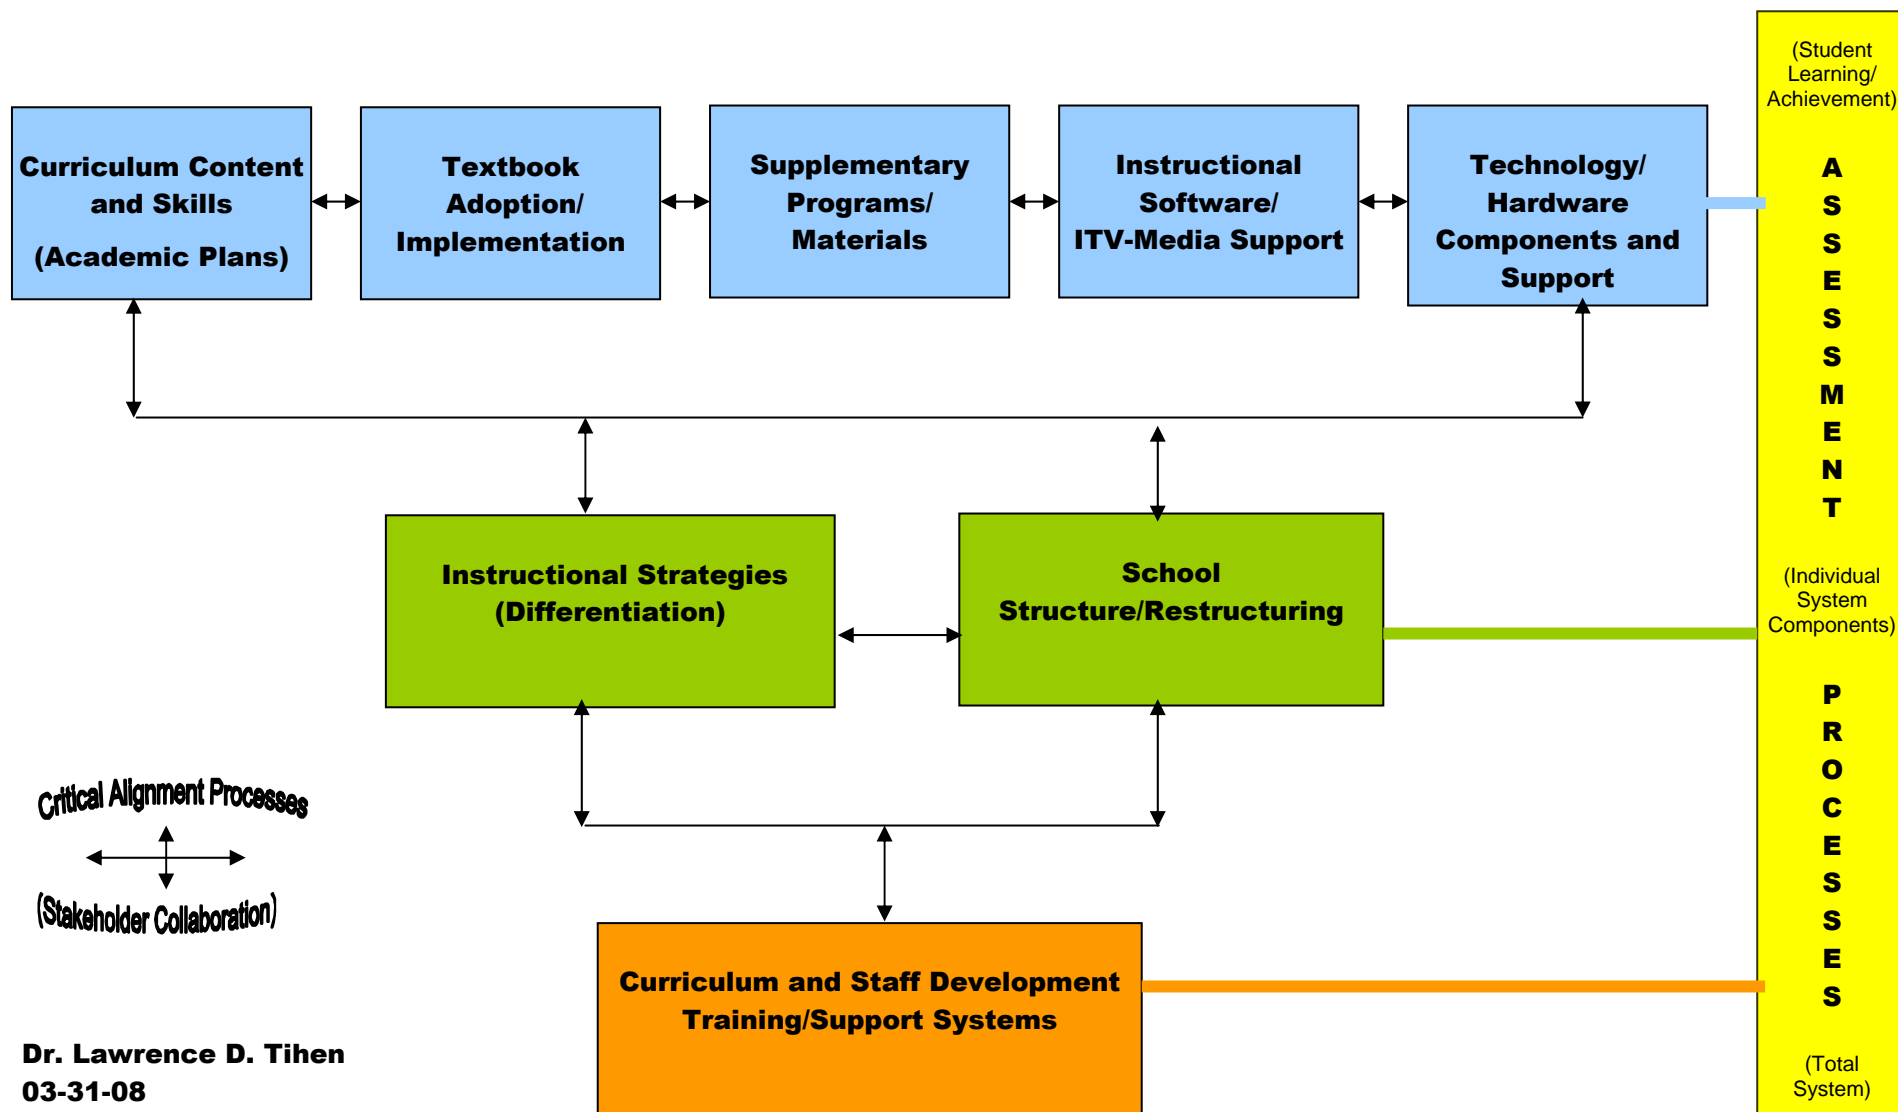 Curriculum Content
and Skills
(Academic Plans)
Textbook
Adoption/
Implementation
Supplementary
Programs/
Materials
Instructional
Software/
ITV-Media Support
Technology/
Hardware
Components and
Support
Instructional Strategies
(Differentiation)
School
Structure/Restructuring
Critical Alignment Processes
(Stakeholder Collaboration)
Curriculum and Staff Development
Training/Support Systems
Dr. Lawrence D. Tihen
03-31-08
(Student
Learning/
Achievement)
A
S
S
E
S
S
M
E
N
T
(Individual
System
Components)
P
R
O
C
E
S
S
E
S
(Total
System)